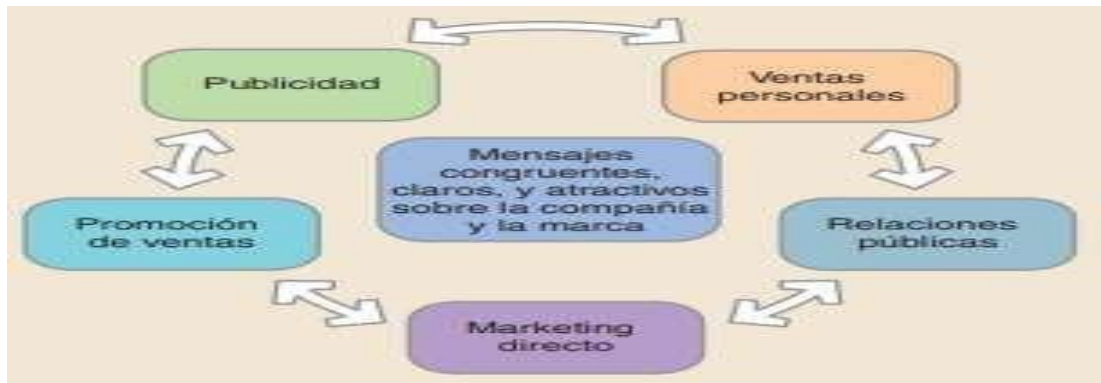 Publicidad
Ventas
personales
Mensajes
congruentes,
claros, y atractivos
sobre la compañía
y la marca
Promoción
de ventas
Relaciones
públicas
Marketing
directo